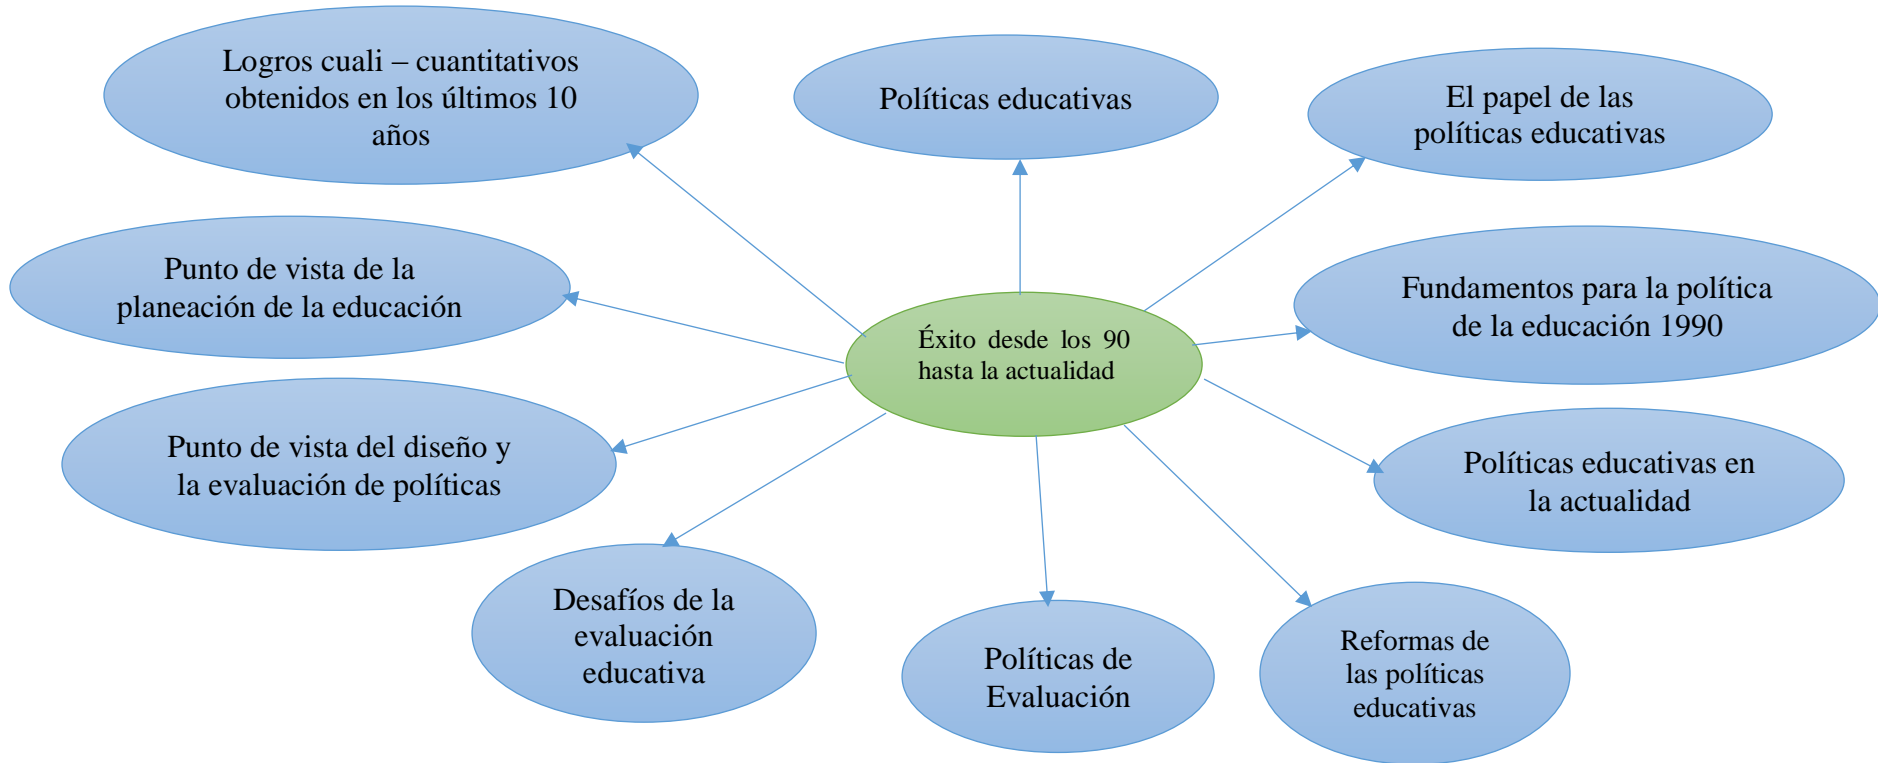 Logros cuali – cuantitativos
obtenidos en los últimos 10
años
Políticas educativas
El papel de las
políticas educativas
Punto de vista de la
planeación de la educación
Fundamentos para la política
de la educación 1990
Éxito desde los 90
hasta la actualidad
Punto de vista del diseño y
la evaluación de políticas
Políticas educativas en
la actualidad
Desafíos de la
evaluación
educativa
Políticas de
Evaluación
Reformas de
las políticas
educativas